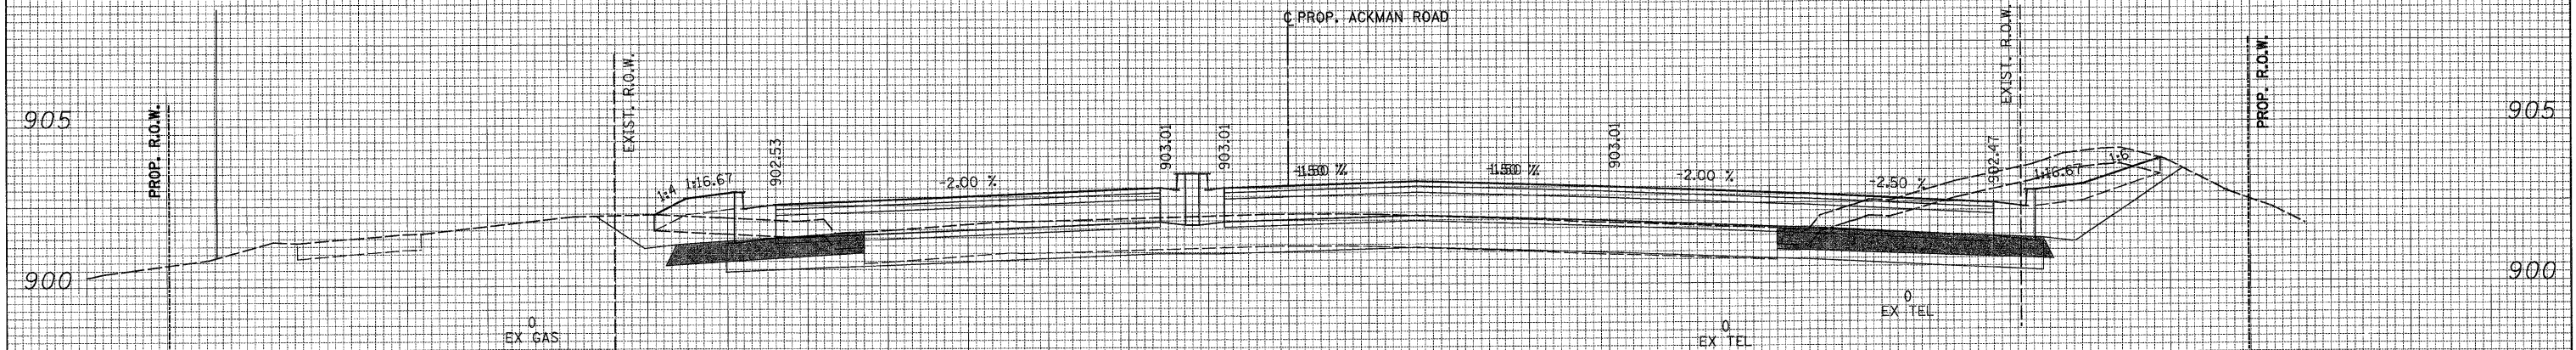 ℄ PROP. ACKMAN ROAD
EXIST. R.O.W.
PROP. R.O.W.
EXIST. R.O.W.
PROP. R.O.W.
905
905
902.53
903.01
903.01
903.01
902.47
1:4
1:16.67
-2.00 %
-1.50 %
-1.50 %
-2.00 %
-2.50 %
1:16.67
1:6
900
900
0
EX GAS
0
EX TEL
0
EX TEL